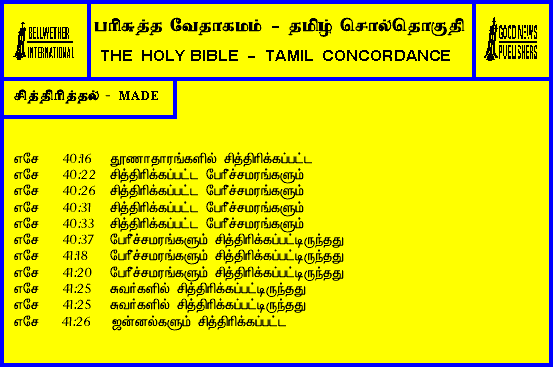 BELLWETHER
INTERNATIONAL
பரிசுத்த வேதாகமம் - தமிழ் சொல்தொகுதி
THE HOLY BIBLE - TAMIL CONCORDANCE
GOOD NEWS
PUBLISHERS
சித்திரித்தல் - MADE
எசே 40:16 தூணாதாரங்களில் சித்திரிக்கப்பட்ட
எசே 40:22 சித்திரிக்கப்பட்ட பேரீச்சமரங்களும்
எசே 40:26 சித்திரிக்கப்பட்ட பேரீச்சமரங்களும்
எசே 40:31 சித்திரிக்கப்பட்ட பேரீச்சமரங்களும்
எசே 40:33 சித்திரிக்கப்பட்ட பேரீச்சமரங்களும்
எசே 40:37 பேரீச்சமரங்களும் சித்திரிக்கப்பட்டிருந்தது
எசே 41:18 பேரீச்சமரங்களும் சித்திரிக்கப்பட்டிருந்தது
எசே 41:20 பேரீச்சமரங்களும் சித்திரிக்கப்பட்டிருந்தது
எசே 41:25 சுவர்களில் சித்திரிக்கப்பட்டிருந்தது
எசே 41:25 சுவர்களில் சித்திரிக்கப்பட்டிருந்தது
எசே 41:26 ஜன்னல்களும் சித்திரிக்கப்பட்ட